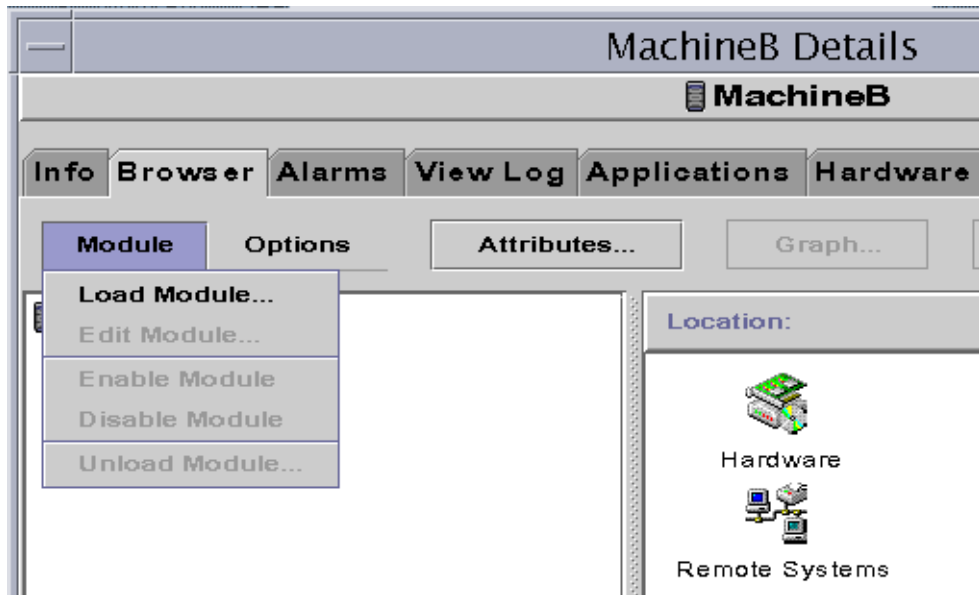 MachineB Details
MachineB
Info Browser Alarms View Log Applications Hardware
Module Options Attributes... Graph...
Load Module...
Edit Module...
Enable Module
Disable Module
Unload Module...
Location:
Hardware
Remote Systems